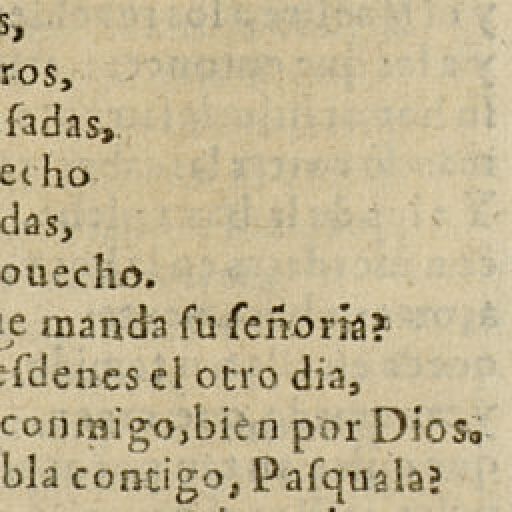 s,
ros,
ſadas,
echo
das,
ouecho.
ue manda ſu ſeñoria?
eſdenes el otro dia,
conmigo,bien por Dios.
bla contigo, Paſquala?